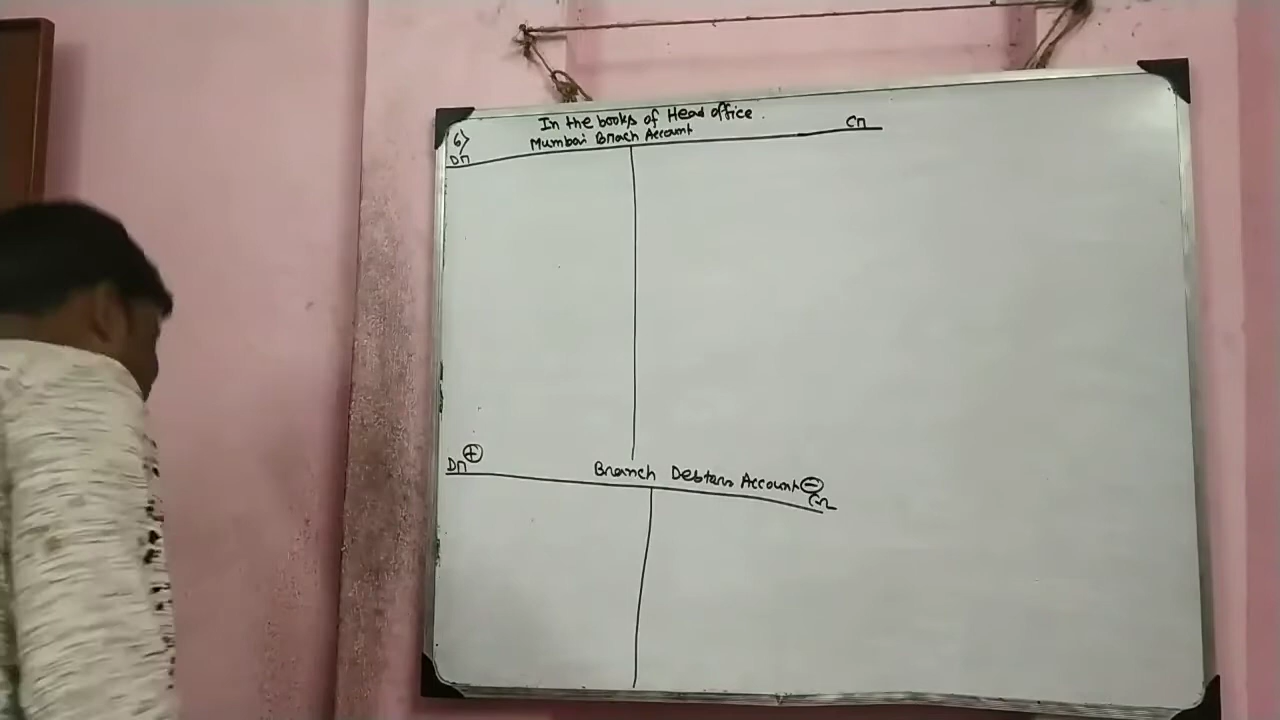 In the books of Head office.
6) Mumbai Brach Account
Dr Cr
Dr + Branch Debtors Account - Cr